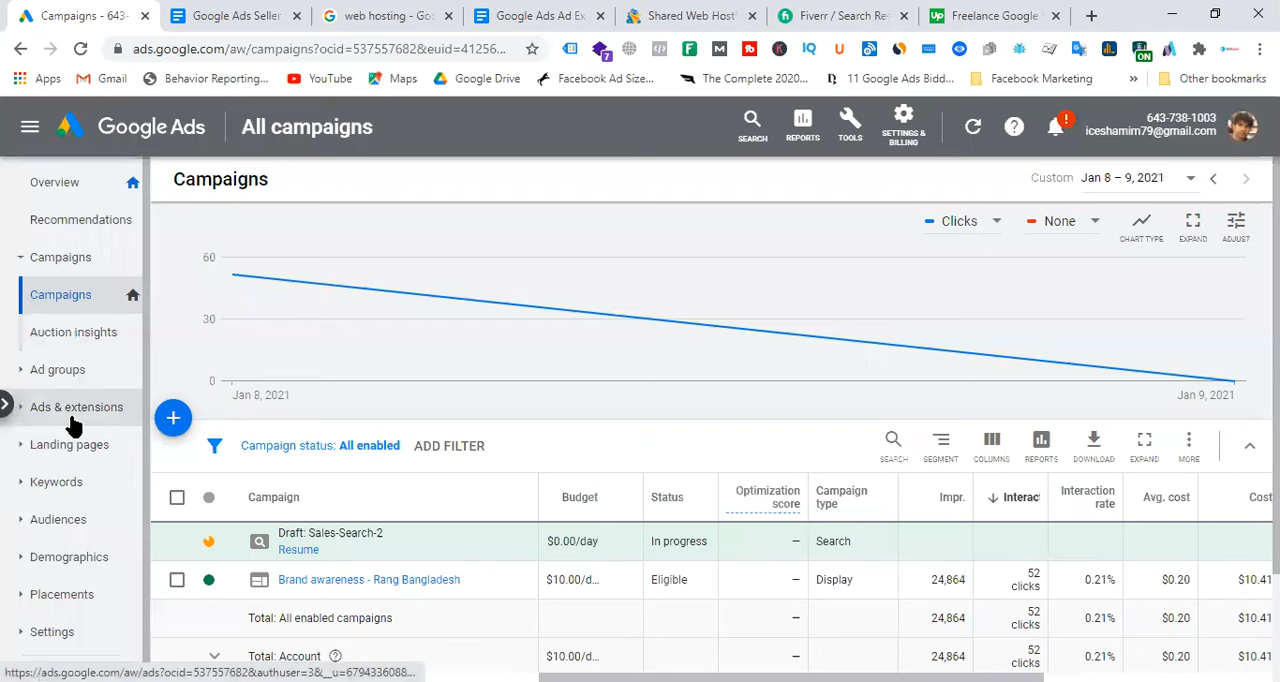 Campaigns - 643-
Google Ads Seller
web hosting - Go
Google Ads Ad Ex
Shared Web Host
Fiverr / Search Re
Freelance Google
ads.google.com/aw/campaigns?ocid=537557682&euid=41256...
7
ON
Apps
Gmail
Behavior Reporting...
YouTube
Maps
Google Drive
Facebook Ad Size...
The Complete 2020...
11 Google Ads Bidd...
Facebook Marketing
»
Other bookmarks
Google Ads
All campaigns
SEARCH
REPORTS
TOOLS
SETTINGS &
BILLING
!
643-738-1003
iceshamim79@gmail.com
Overview
Recommendations
Campaigns
Campaigns
Auction insights
Ad groups
Ads & extensions
Landing pages
Keywords
Audiences
Demographics
Placements
Settings
Campaigns
Custom
Jan 8 – 9, 2021
Clicks
None
CHART TYPE
EXPAND
ADJUST
60
30
0
Jan 8, 2021
Jan 9, 2021
Campaign status: All enabled
ADD FILTER
SEARCH
SEGMENT
COLUMNS
REPORTS
DOWNLOAD
EXPAND
MORE
Campaign
Budget
Status
Optimization
score
Campaign
type
Impr.
Interac
Interaction
rate
Avg. cost
Cost
Draft: Sales-Search-2
Resume
$0.00/day
In progress
–
Search
Brand awareness - Rang Bangladesh
$10.00/d...
Eligible
–
Display
24,864
52
clicks
0.21%
$0.20
$10.41
Total: All enabled campaigns
–
24,864
52
clicks
0.21%
$0.20
$10.41
Total: Account
$10.00/d...
–
24,864
52
clicks
0.21%
$0.20
$10.41
https://ads.google.com/aw/ads?ocid=537557682&authuser=3&__u=6794336088...